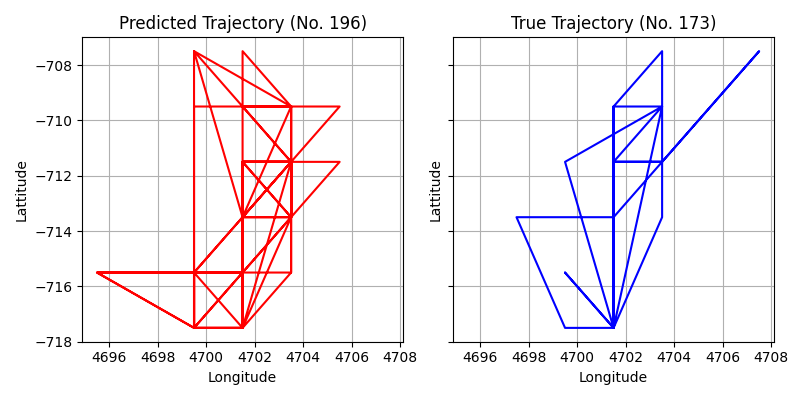 Predicted Trajectory (No. 196)
True Trajectory (No. 173)
Lattitude
−708
−710
−712
−714
−716
−718
4696 4698 4700 4702 4704 4706 4708
Longitude
Lattitude
4696 4698 4700 4702 4704 4706 4708
Longitude